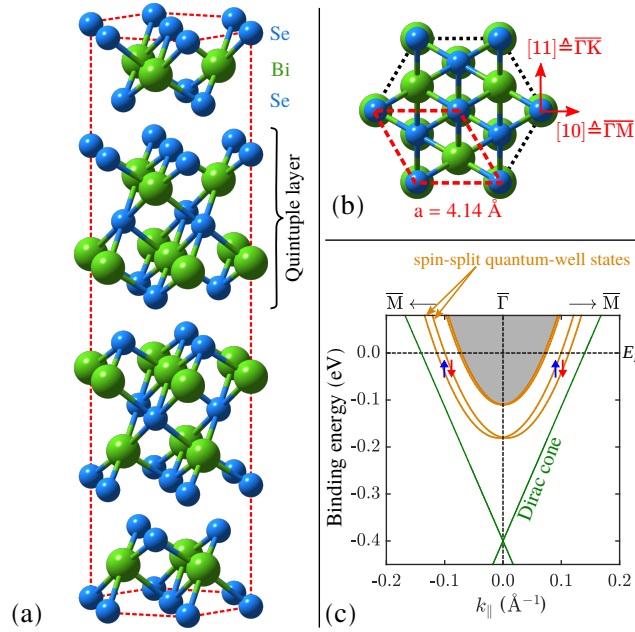 Se
Bi
Se
Quintuple layer
(a)
[11]≙Γ̅K̅
[10]≙Γ̅M̅
a = 4.14 Å
(b)
spin-split quantum-well states
M̅ ← Γ̅ → M̅
0.0
-0.1
-0.2
-0.3
-0.4
Binding energy (eV)
Dirac cone
-0.2 -0.1 0.0 0.1 0.2
k∥ (Å⁻¹)
(c)